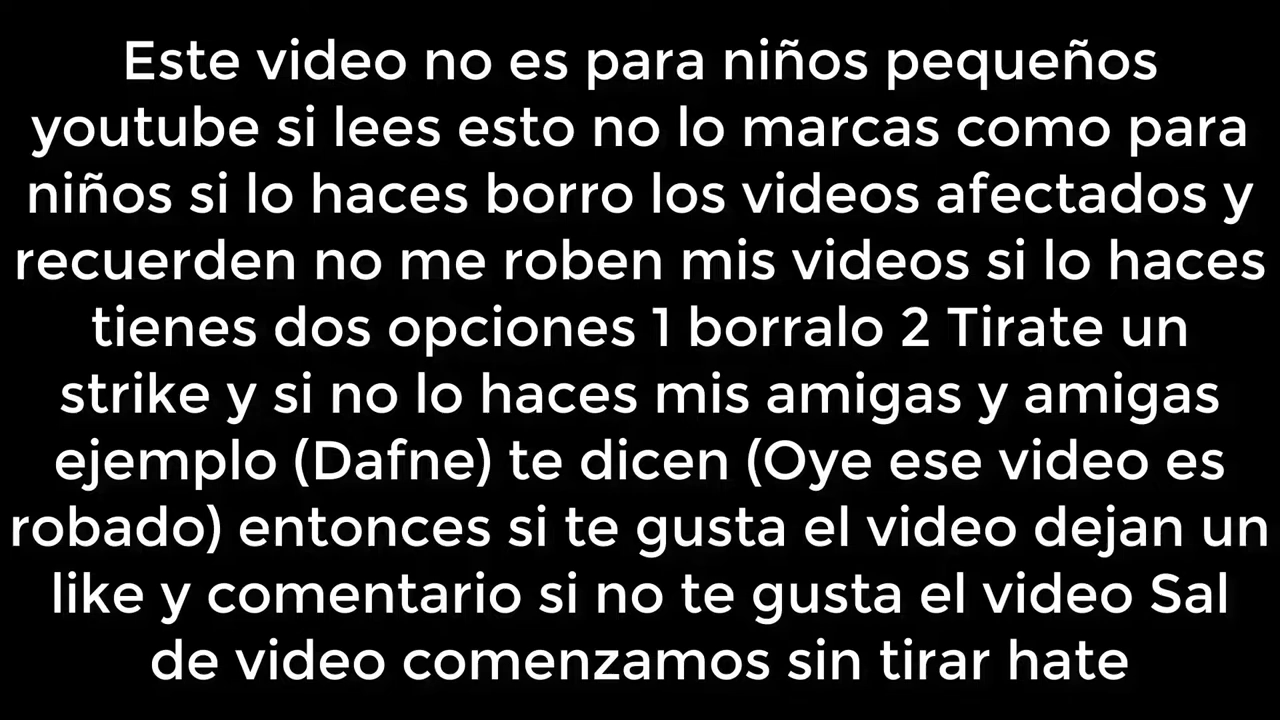 Este video no es para niños pequeños
youtube si lees esto no lo marcas como para
niños si lo haces borro los videos afectados y
recuerden no me roben mis videos si lo haces
tienes dos opciones 1 borralo 2 Tirate un
strike y si no lo haces mis amigas y amigas
ejemplo (Dafne) te dicen (Oye ese video es
robado) entonces si te gusta el video dejan un
like y comentario si no te gusta el video Sal
de video comenzamos sin tirar hate